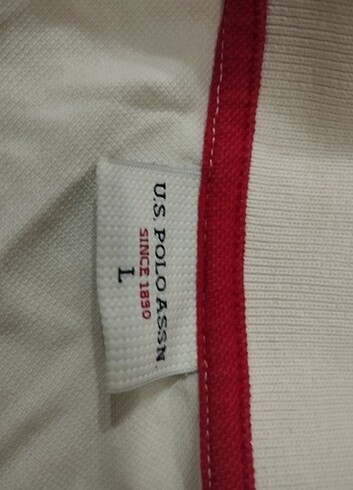 U.S. POLO ASSN.
SINCE 1890
L